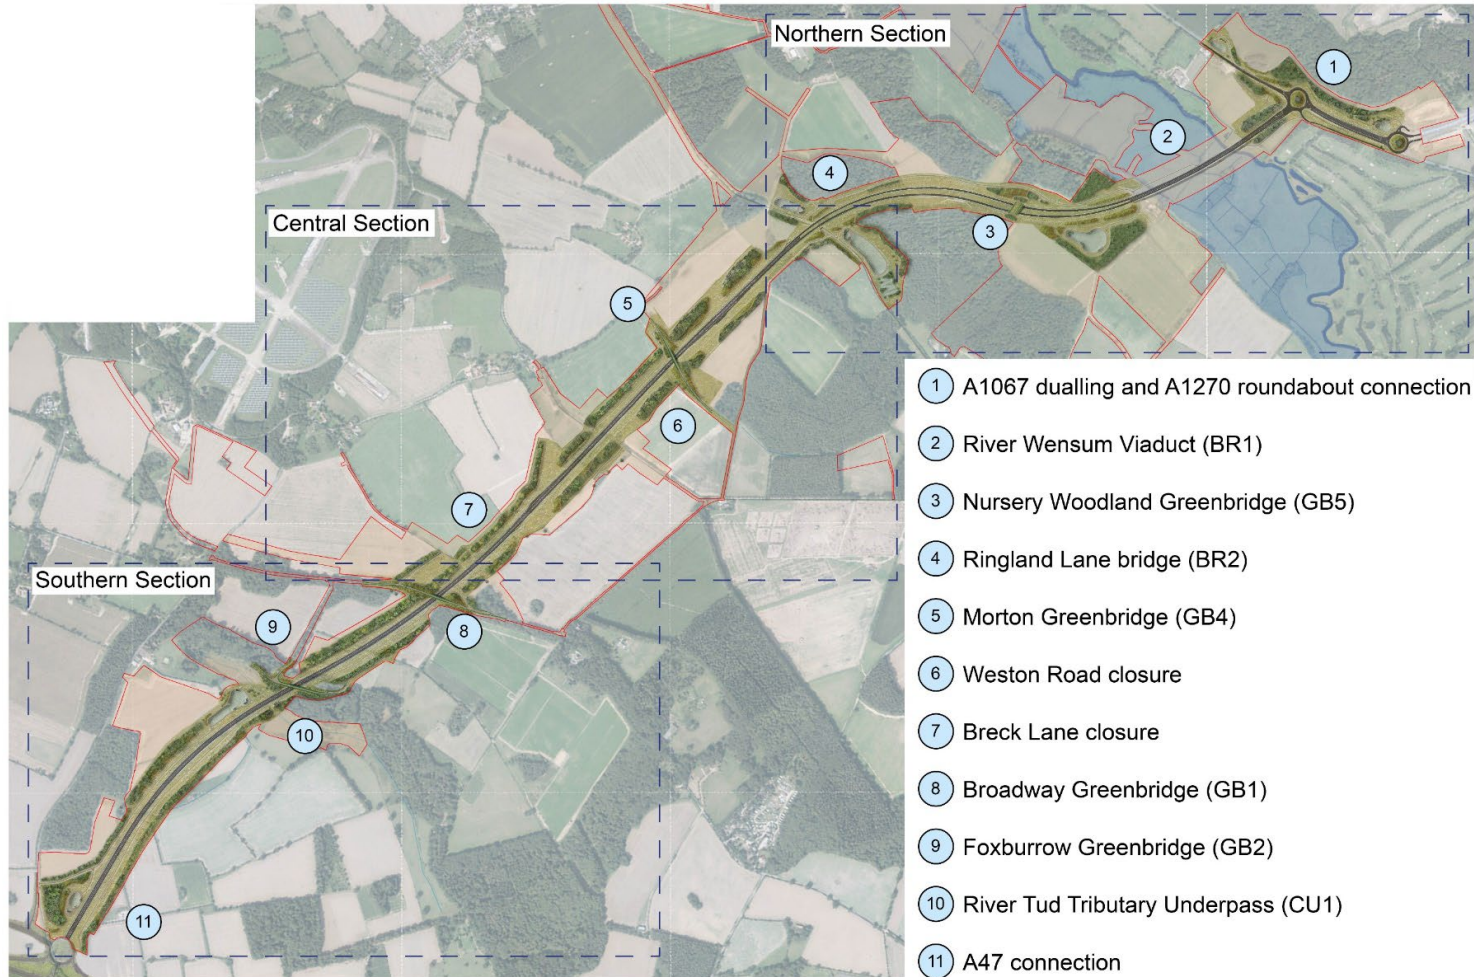 Northern Section
1
2
4
Central Section
3
5
6
7
Southern Section
9
8
10
11
1 A1067 dualling and A1270 roundabout connection
2 River Wensum Viaduct (BR1)
3 Nursery Woodland Greenbridge (GB5)
4 Ringland Lane bridge (BR2)
5 Morton Greenbridge (GB4)
6 Weston Road closure
7 Breck Lane closure
8 Broadway Greenbridge (GB1)
9 Foxburrow Greenbridge (GB2)
10 River Tud Tributary Underpass (CU1)
11 A47 connection